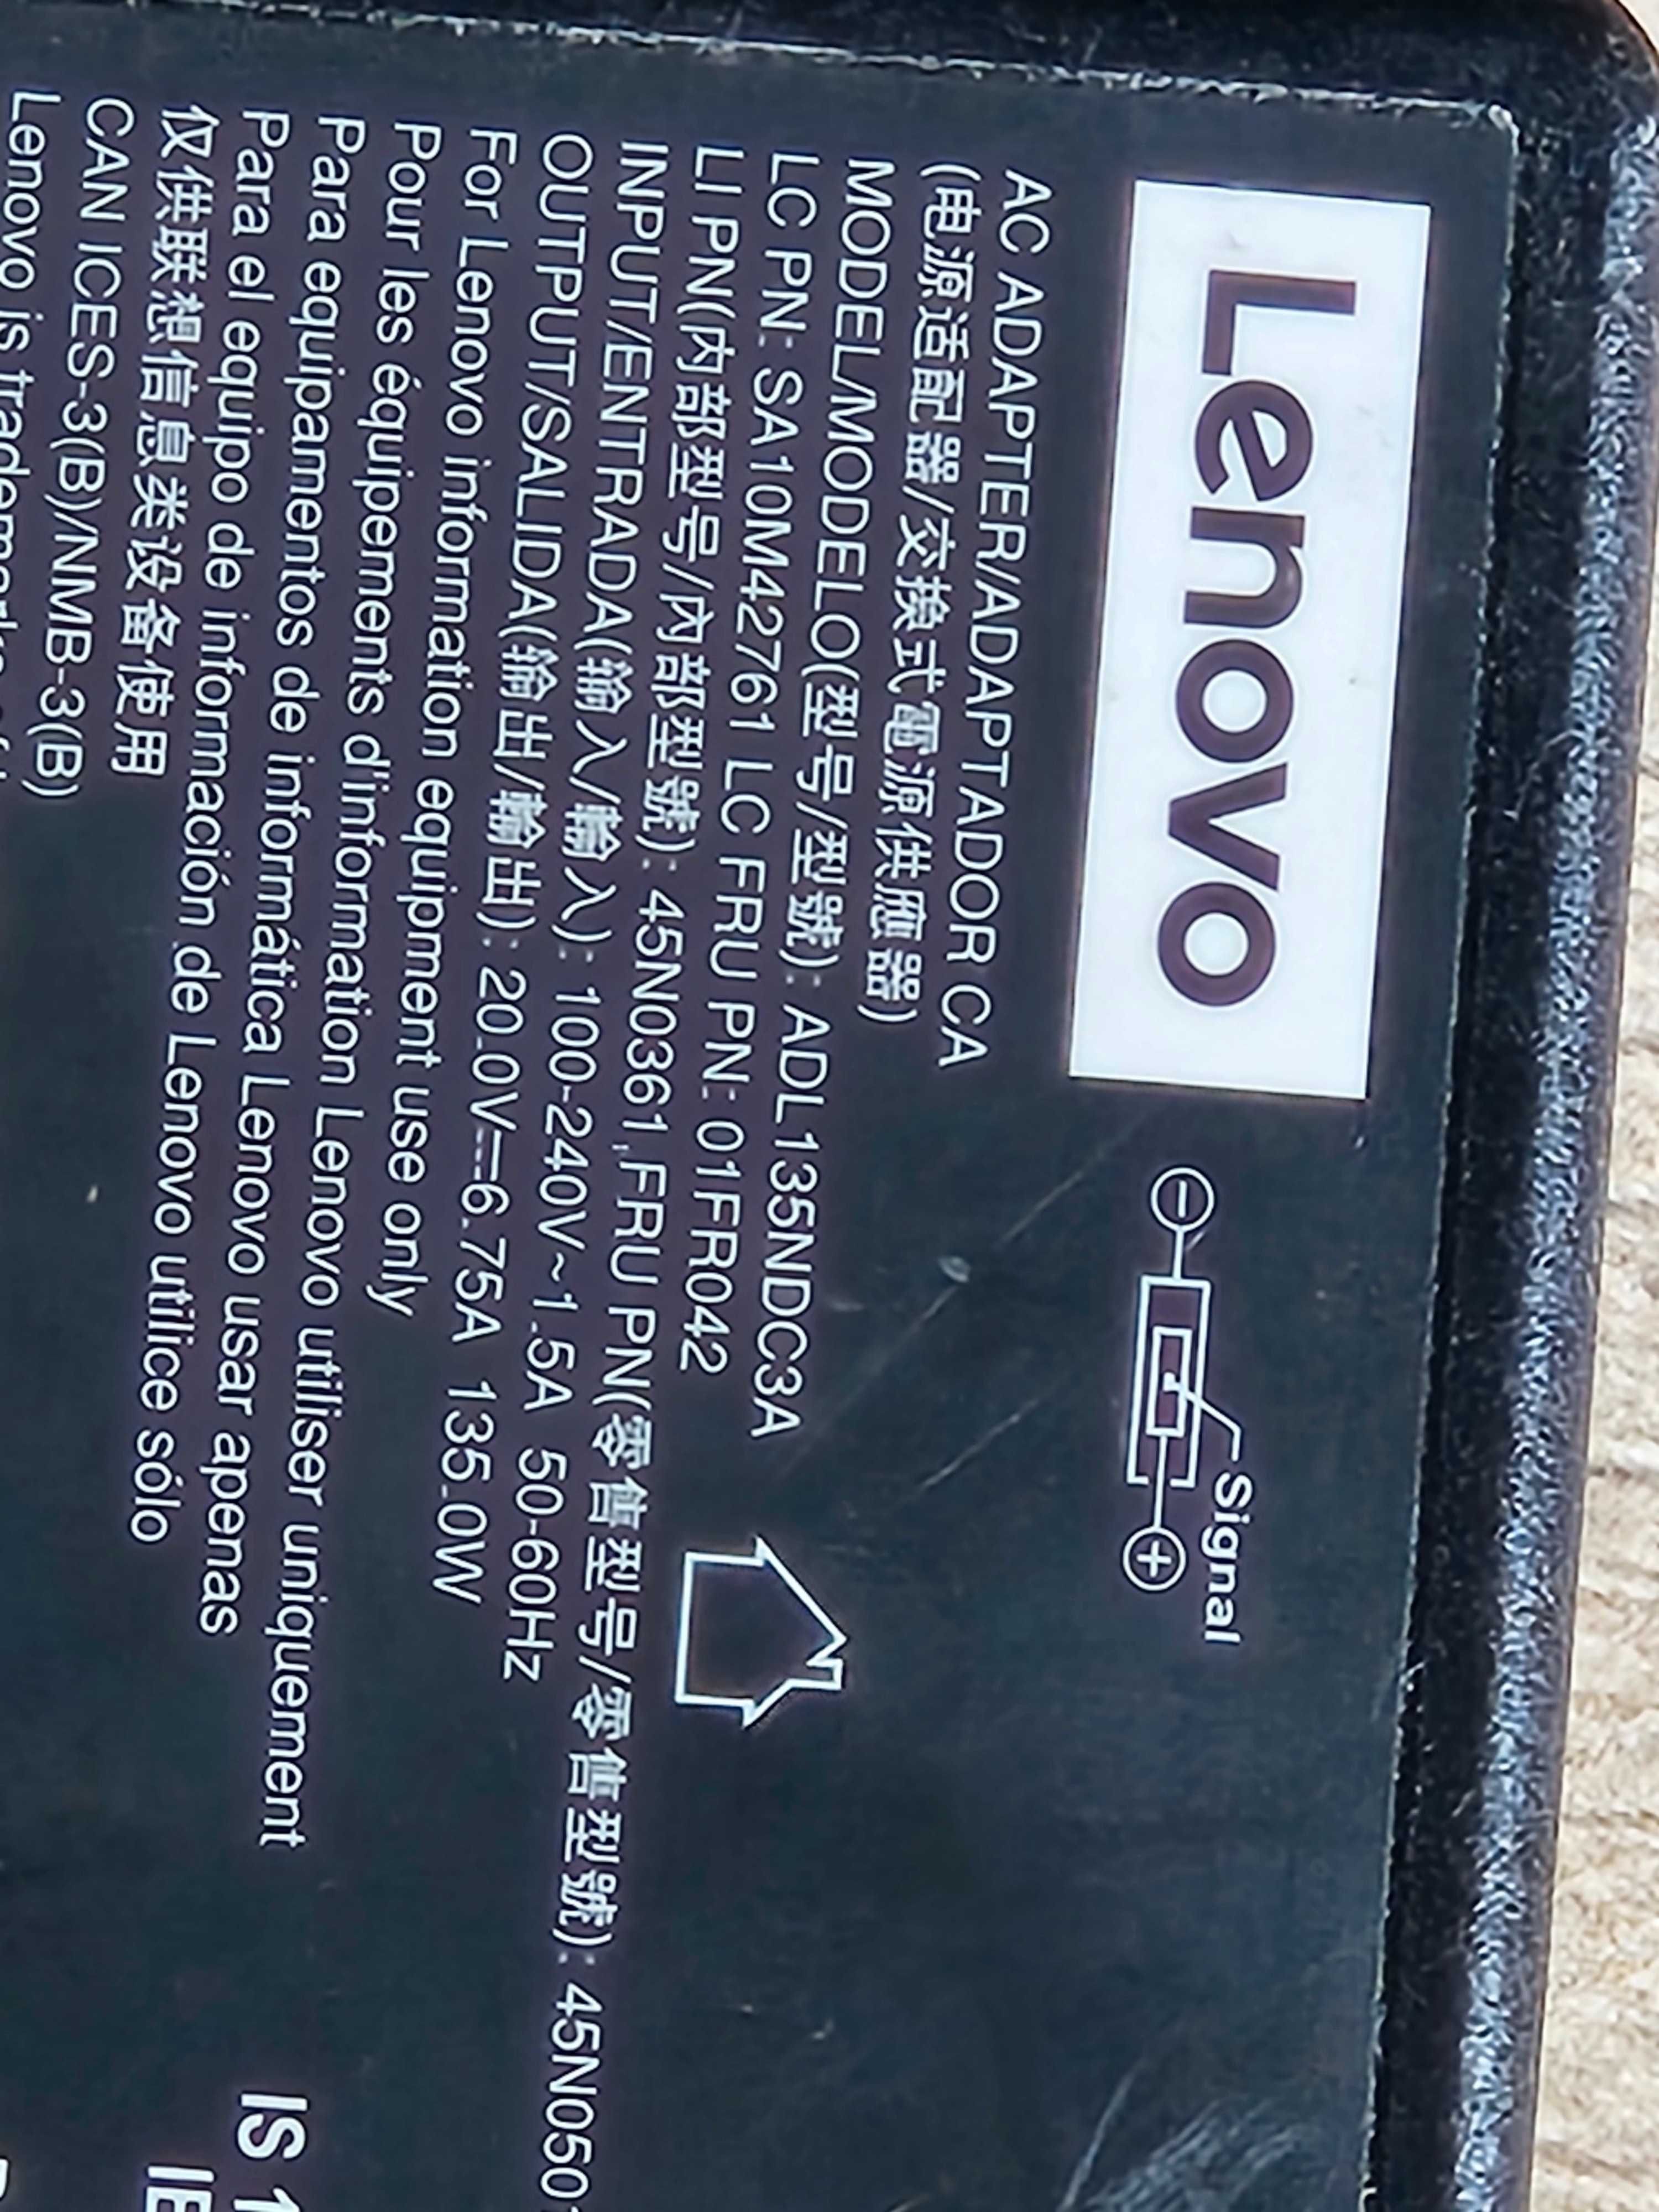 Lenovo
Signal
AC ADAPTER/ADAPTADOR CA
(电源适配器/交換式電源供應器)
MODEL/MODELO(型号/型號): ADL135NDC3A
LC PN: SA10M42761 LC FRU PN: 01FR042
LI PN(内部型号/內部型號): 45N0361,FRU PN(零售型号/零售型號): 45N050
INPUT/ENTRADA(输入/輸入): 100-240V~1.5A 50-60Hz
OUTPUT/SALIDA(输出/輸出): 20.0V⎓6.75A 135.0W
For Lenovo information equipment use only
Pour les équipements d'information Lenovo utiliser uniquement
Para equipamentos de informática Lenovo usar apenas
Para el equipo de información de Lenovo utilice sólo
仅供联想信息类设备使用
CAN ICES-3(B)/NMB-3(B)
Lenovo is trademarks
IS 1